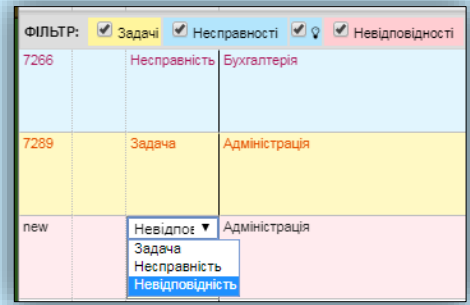 ФІЛЬТР: Задачі Несправності Невідповідності
7266 Несправність Бухгалтерія
7289 Задача Адміністрація
new Невідпов Адміністрація
Задача
Несправність
Невідповідність